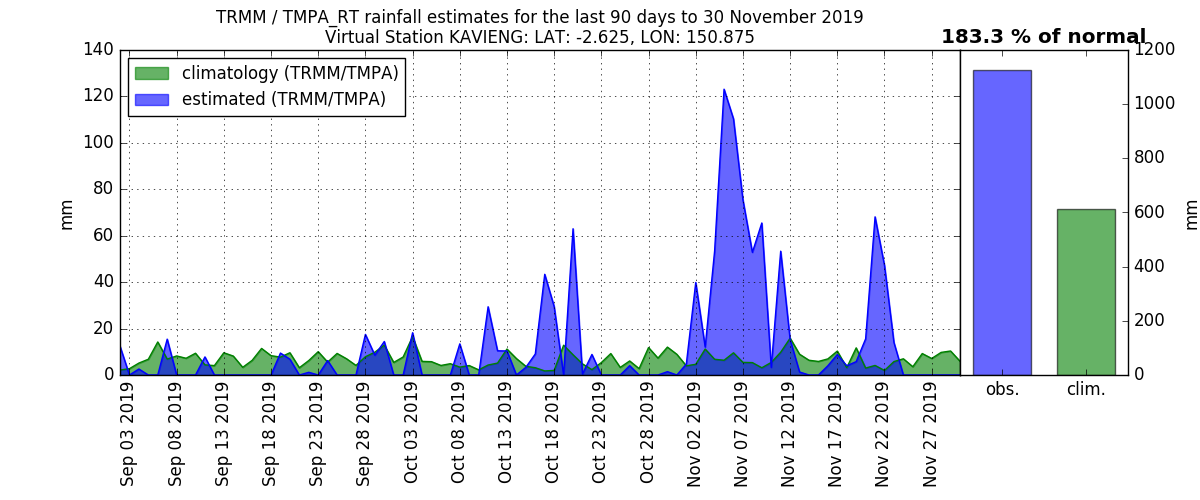 TRMM / TMPA_RT rainfall estimates for the last 90 days to 30 November 2019
Virtual Station KAVIENG: LAT: -2.625, LON: 150.875
183.3 % of normal
climatology (TRMM/TMPA)
estimated (TRMM/TMPA)
140
120
100
80
60
40
20
0
mm
Sep 03 2019
Sep 08 2019
Sep 13 2019
Sep 18 2019
Sep 23 2019
Sep 28 2019
Oct 03 2019
Oct 08 2019
Oct 13 2019
Oct 18 2019
Oct 23 2019
Oct 28 2019
Nov 02 2019
Nov 07 2019
Nov 12 2019
Nov 17 2019
Nov 22 2019
Nov 27 2019
obs.
clim.
1200
1000
800
600
400
200
0
mm